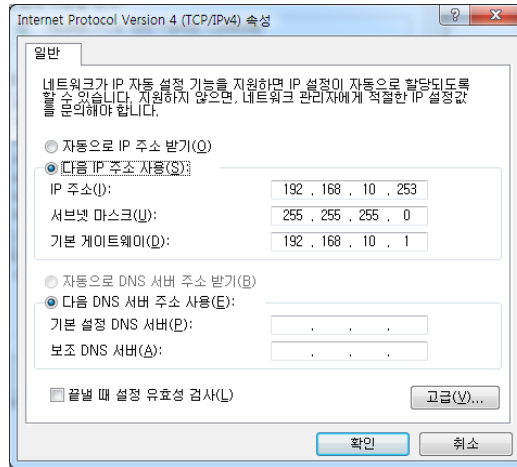 Internet Protocol Version 4 (TCP/IPv4) 속성
일반
네트워크가 IP 자동 설정 기능을 지원하면 IP 설정이 자동으로 할당되도록
할 수 있습니다. 지원하지 않으면, 네트워크 관리자에게 적절한 IP 설정값
을 문의해야 합니다.
자동으로 IP 주소 받기(O)
다음 IP 주소 사용(S):
IP 주소(I): 192 . 168 . 10 . 253
서브넷 마스크(U): 255 . 255 . 255 . 0
기본 게이트웨이(D): 192 . 168 . 10 . 1
자동으로 DNS 서버 주소 받기(B)
다음 DNS 서버 주소 사용(E):
기본 설정 DNS 서버(P): . . .
보조 DNS 서버(A): . . .
끝낼 때 설정 유효성 검사(L)
고급(V)...
확인 취소